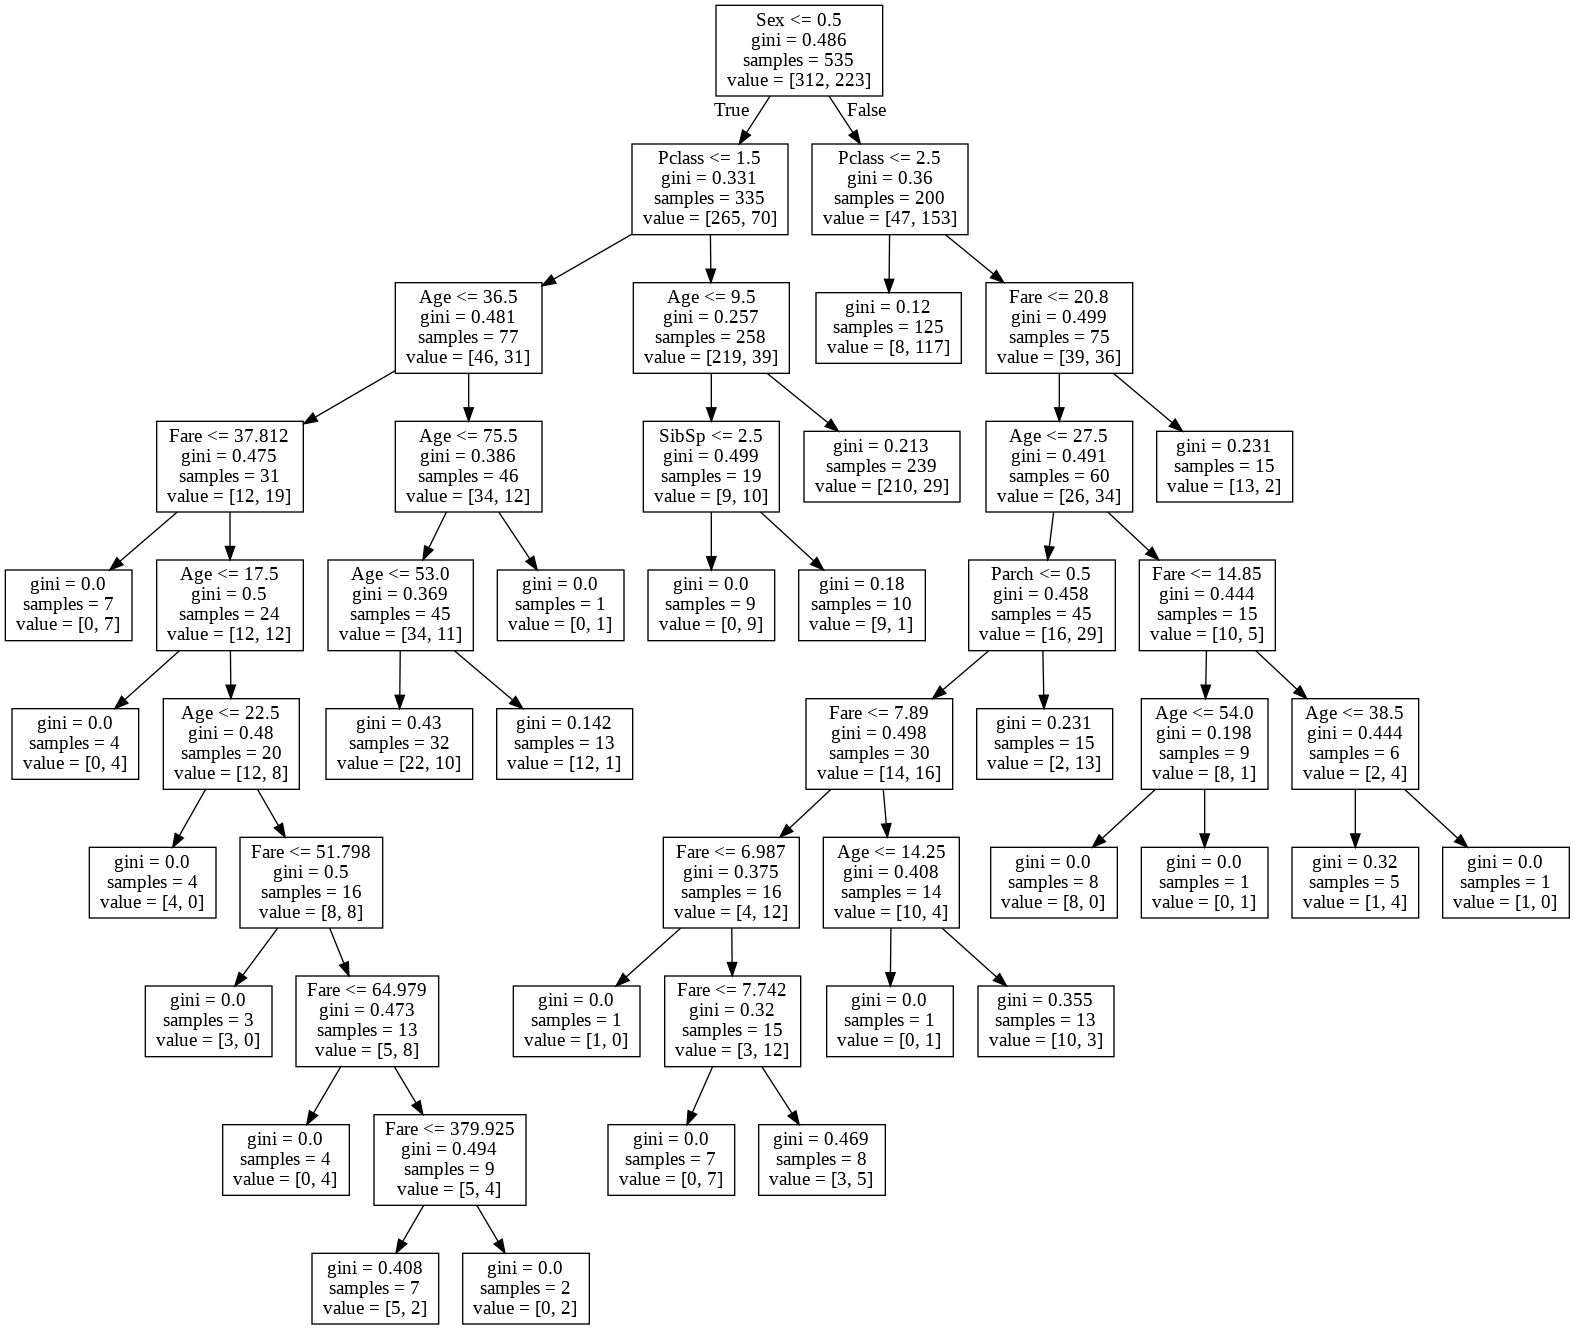 Sex <= 0.5
gini = 0.486
samples = 535
value = [312, 223]
True
False
Pclass <= 1.5
gini = 0.331
samples = 335
value = [265, 70]
Pclass <= 2.5
gini = 0.36
samples = 200
value = [47, 153]
Age <= 36.5
gini = 0.481
samples = 77
value = [46, 31]
Age <= 9.5
gini = 0.257
samples = 258
value = [219, 39]
gini = 0.12
samples = 125
value = [8, 117]
Fare <= 20.8
gini = 0.499
samples = 75
value = [39, 36]
Fare <= 37.812
gini = 0.475
samples = 31
value = [12, 19]
Age <= 75.5
gini = 0.386
samples = 46
value = [34, 12]
SibSp <= 2.5
gini = 0.499
samples = 19
value = [9, 10]
gini = 0.213
samples = 239
value = [210, 29]
Age <= 27.5
gini = 0.491
samples = 60
value = [26, 34]
gini = 0.231
samples = 15
value = [13, 2]
gini = 0.0
samples = 7
value = [0, 7]
Age <= 17.5
gini = 0.5
samples = 24
value = [12, 12]
Age <= 53.0
gini = 0.369
samples = 45
value = [34, 11]
gini = 0.0
samples = 1
value = [0, 1]
gini = 0.0
samples = 9
value = [0, 9]
gini = 0.18
samples = 10
value = [9, 1]
Parch <= 0.5
gini = 0.458
samples = 45
value = [16, 29]
Fare <= 14.85
gini = 0.444
samples = 15
value = [10, 5]
gini = 0.0
samples = 4
value = [0, 4]
Age <= 22.5
gini = 0.48
samples = 20
value = [12, 8]
gini = 0.43
samples = 32
value = [22, 10]
gini = 0.142
samples = 13
value = [12, 1]
Fare <= 7.89
gini = 0.498
samples = 30
value = [14, 16]
gini = 0.231
samples = 15
value = [2, 13]
Age <= 54.0
gini = 0.198
samples = 9
value = [8, 1]
Age <= 38.5
gini = 0.444
samples = 6
value = [2, 4]
gini = 0.0
samples = 4
value = [4, 0]
Fare <= 51.798
gini = 0.5
samples = 16
value = [8, 8]
Fare <= 6.987
gini = 0.375
samples = 16
value = [4, 12]
Age <= 14.25
gini = 0.408
samples = 14
value = [10, 4]
gini = 0.0
samples = 8
value = [8, 0]
gini = 0.0
samples = 1
value = [0, 1]
gini = 0.32
samples = 5
value = [1, 4]
gini = 0.0
samples = 1
value = [1, 0]
gini = 0.0
samples = 3
value = [3, 0]
Fare <= 64.979
gini = 0.473
samples = 13
value = [5, 8]
gini = 0.0
samples = 1
value = [1, 0]
Fare <= 7.742
gini = 0.32
samples = 15
value = [3, 12]
gini = 0.0
samples = 1
value = [0, 1]
gini = 0.355
samples = 13
value = [10, 3]
gini = 0.0
samples = 4
value = [0, 4]
Fare <= 379.925
gini = 0.494
samples = 9
value = [5, 4]
gini = 0.0
samples = 7
value = [0, 7]
gini = 0.469
samples = 8
value = [3, 5]
gini = 0.408
samples = 7
value = [5, 2]
gini = 0.0
samples = 2
value = [0, 2]